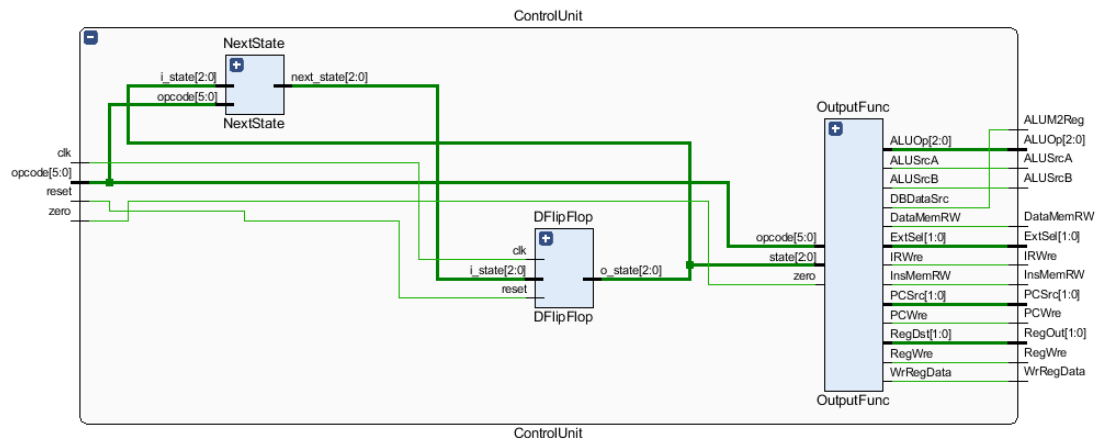 ControlUnit
NextState
i_state[2:0]
next_state[2:0]
opcode[5:0]
NextState
clk
opcode[5:0]
reset
zero
DFlipFlop
clk
i_state[2:0]
o_state[2:0]
reset
DFlipFlop
OutputFunc
opcode[5:0]
state[2:0]
zero
ALUOp[2:0]
ALUSrcA
ALUSrcB
DBDataSrc
DataMemRW
ExtSel[1:0]
IRWre
InsMemRW
PCSrc[1:0]
PCWre
RegDst[1:0]
RegWre
WrRegData
OutputFunc
ALUM2Reg
ALUOp[2:0]
ALUSrcA
ALUSrcB
DataMemRW
ExtSel[1:0]
IRWre
InsMemRW
PCSrc[1:0]
PCWre
RegOut[1:0]
RegWre
WrRegData
ControlUnit